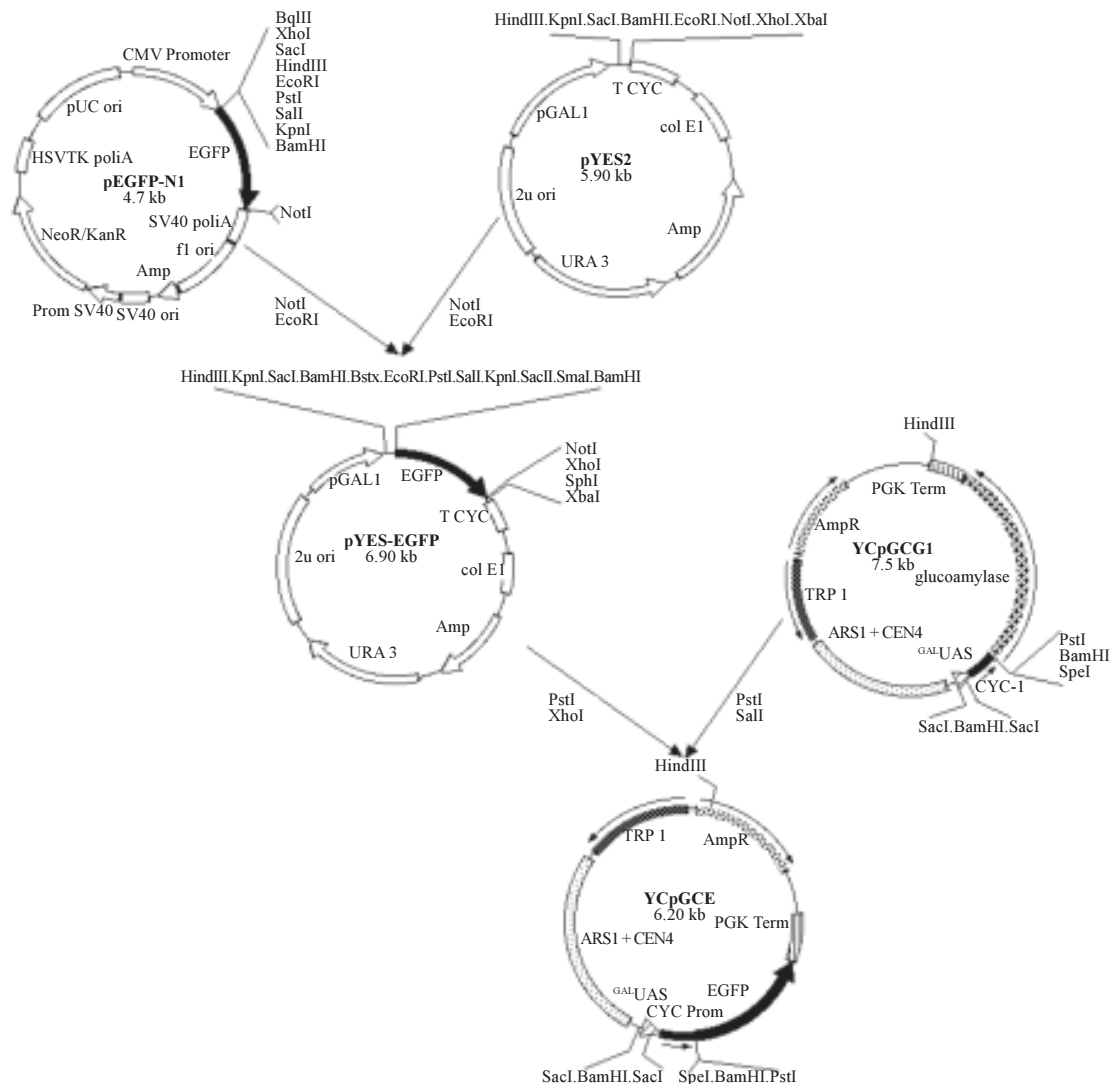 BqlII
XhoI
SacI
HindIII
EcoRI
PstI
SalI
KpnI
BamHI
CMV Promoter
pUC ori
EGFP
HSVTK poliA
pEGFP-N1
4.7 kb
SV40 poliA
NotI
NeoR/KanR
f1 ori
Amp
Prom SV40
SV40 ori
HindIII.KpnI.SacI.BamHI.EcoRI.NotI.XhoI.XbaI
T CYC
pGAL1
col E1
pYES2
5.90 kb
2u ori
Amp
URA 3
NotI
EcoRI
NotI
EcoRI
HindIII.KpnI.SacI.BamHI.Bstx.EcoRI.PstI.SalI.KpnI.SacII.SmaI.BamHI
NotI
XhoI
SphI
XbaI
pGAL1
EGFP
T CYC
pYES-EGFP
6.90 kb
2u ori
col E1
Amp
URA 3
HindIII
PGK Term
AmpR
YCpGCG1
7.5 kb
glucoamylase
TRP 1
ARS1 + CEN4
GALUAS
CYC-1
PstI
BamHI
SpeI
SacI.BamHI.SacI
PstI
XhoI
PstI
SalI
HindIII
TRP 1
AmpR
YCpGCE
6.20 kb
PGK Term
ARS1 + CEN4
GALUAS
EGFP
CYC Prom
SacI.BamHI.SacI
SpeI.BamHI.PstI